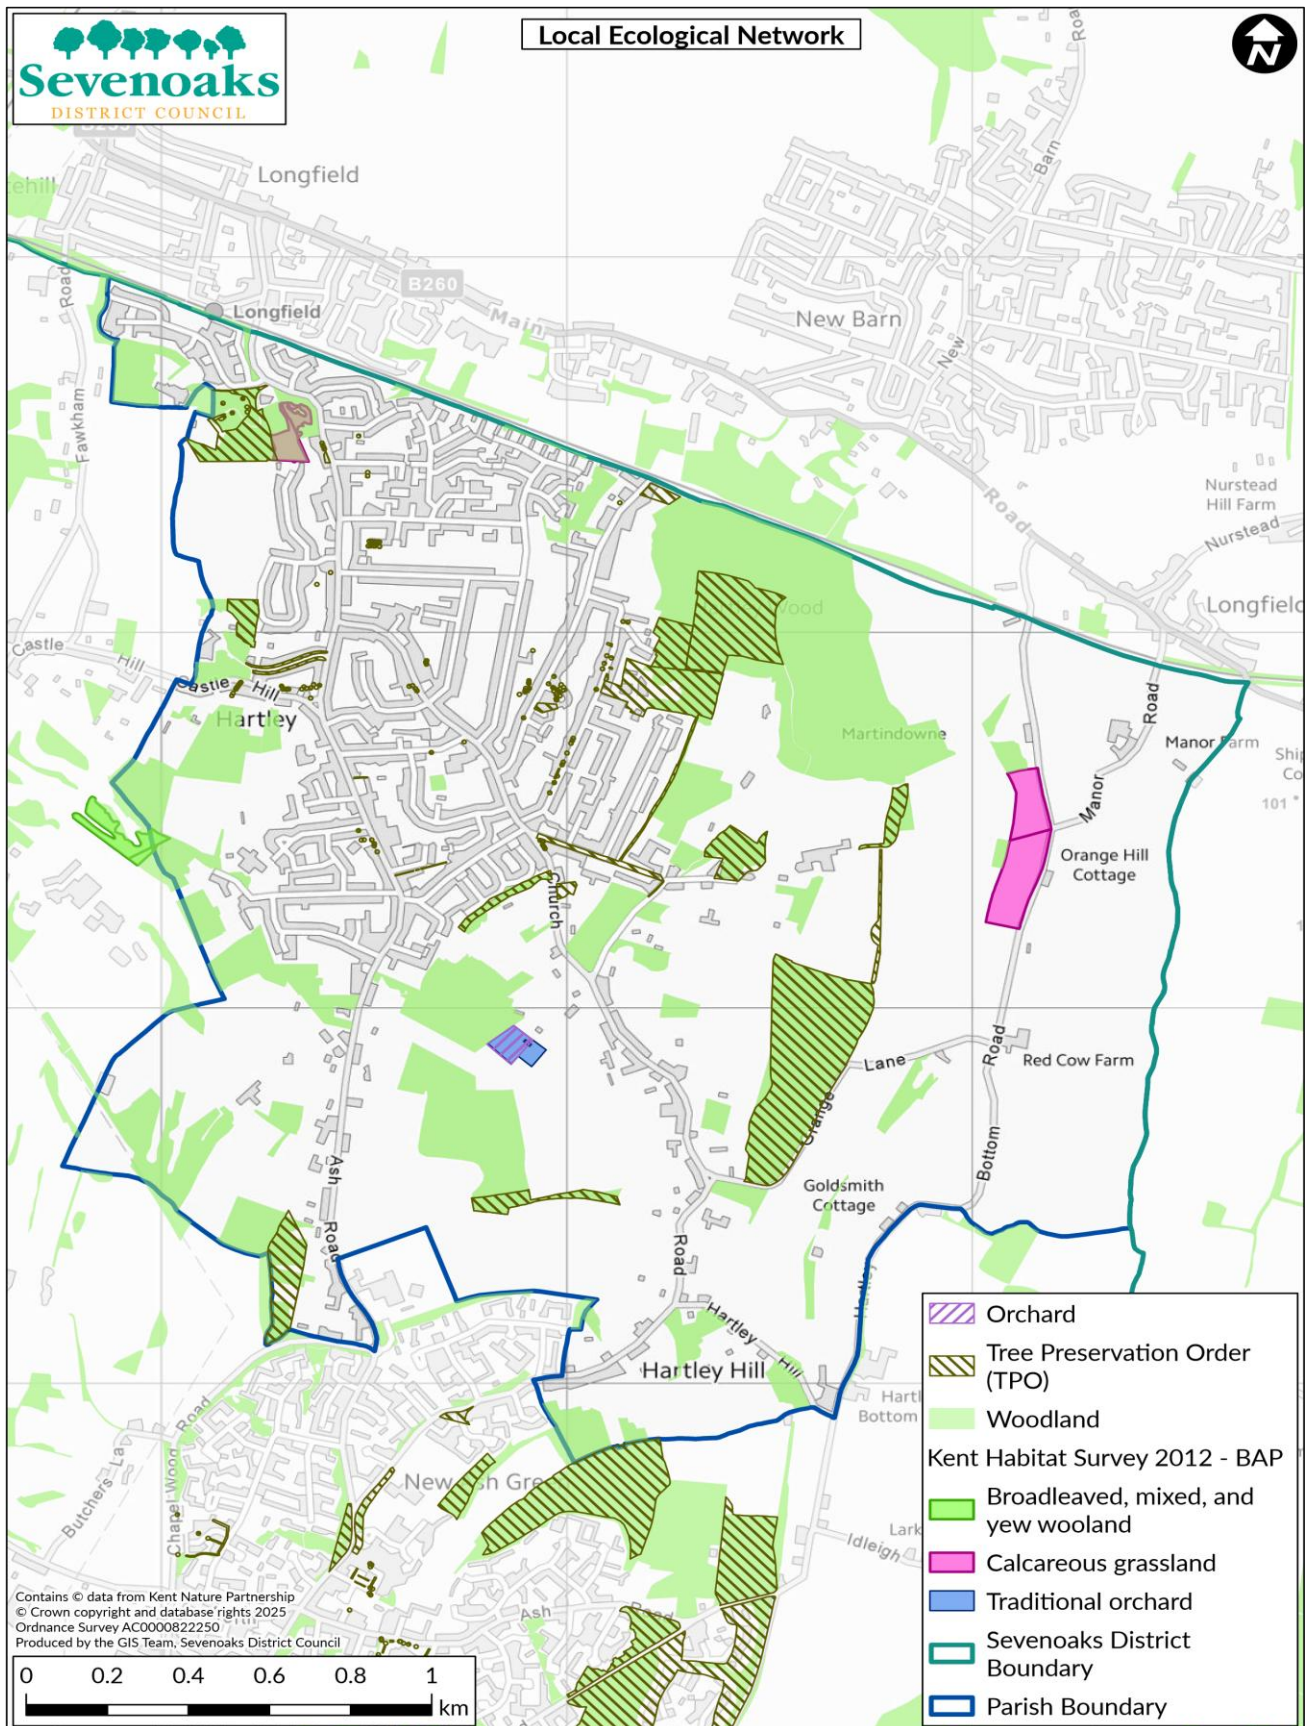 Sevenoaks
DISTRICT COUNCIL
Local Ecological Network
N
Longfield
B260
Longfield
Main
Road
New Barn
New
Barn
Nurstead
Hill Farm
Nurstead
Longfield
Fawkham
Road
Castle
Hill
Castle
Hill
Hartley
Martindowne
Manor
Road
Manor Farm
101
Orange Hill
Cottage
Church
Road
Ash
Road
Grange
Lane
Red Cow Farm
Bottom
Road
Goldsmith
Cottage
Hartley
Hartley
Hill
Hartley Hill
Bottom
Butchers La
Chapel Wood
Road
Idleigh
Ash
Road
Orchard
Tree Preservation Order
(TPO)
Woodland
Kent Habitat Survey 2012 - BAP
Broadleaved, mixed, and
yew wooland
Calcareous grassland
Traditional orchard
Sevenoaks District
Boundary
Parish Boundary
Contains © data from Kent Nature Partnership
© Crown copyright and database rights 2025
Ordnance Survey AC0000822250
Produced by the GIS Team, Sevenoaks District Council
0 0.2 0.4 0.6 0.8 1
km